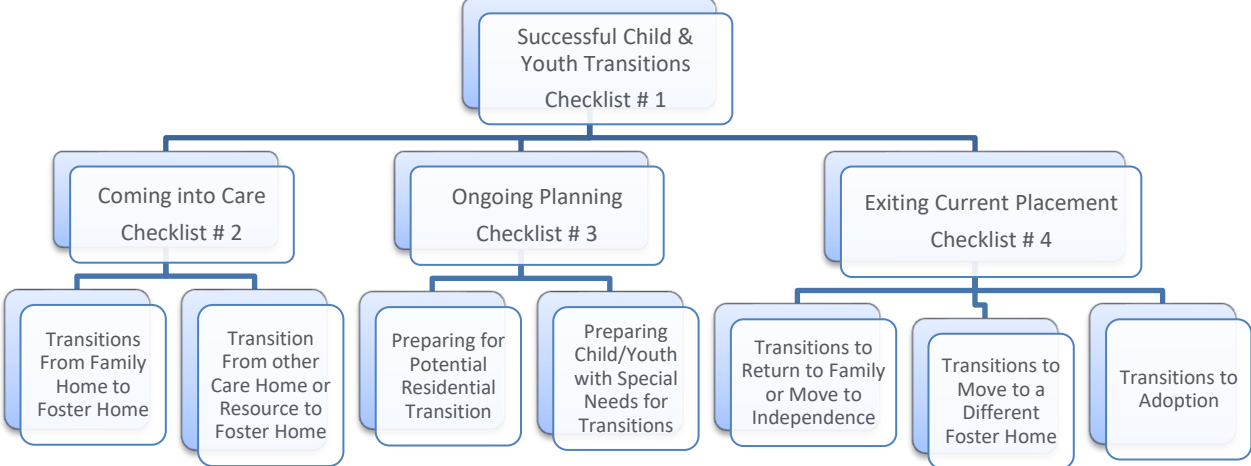 Successful Child &
Youth Transitions
Checklist # 1
Coming into Care
Checklist # 2
Ongoing Planning
Checklist # 3
Exiting Current Placement
Checklist # 4
Transitions
From Family
Home to
Foster Home
Transition
From other
Care Home or
Resource to
Foster Home
Preparing for
Potential
Residential
Transition
Preparing
Child/Youth
with Special
Needs for
Transitions
Transitions to
Return to Family
or Move to
Independence
Transitions to
Move to a
Different
Foster Home
Transitions to
Adoption